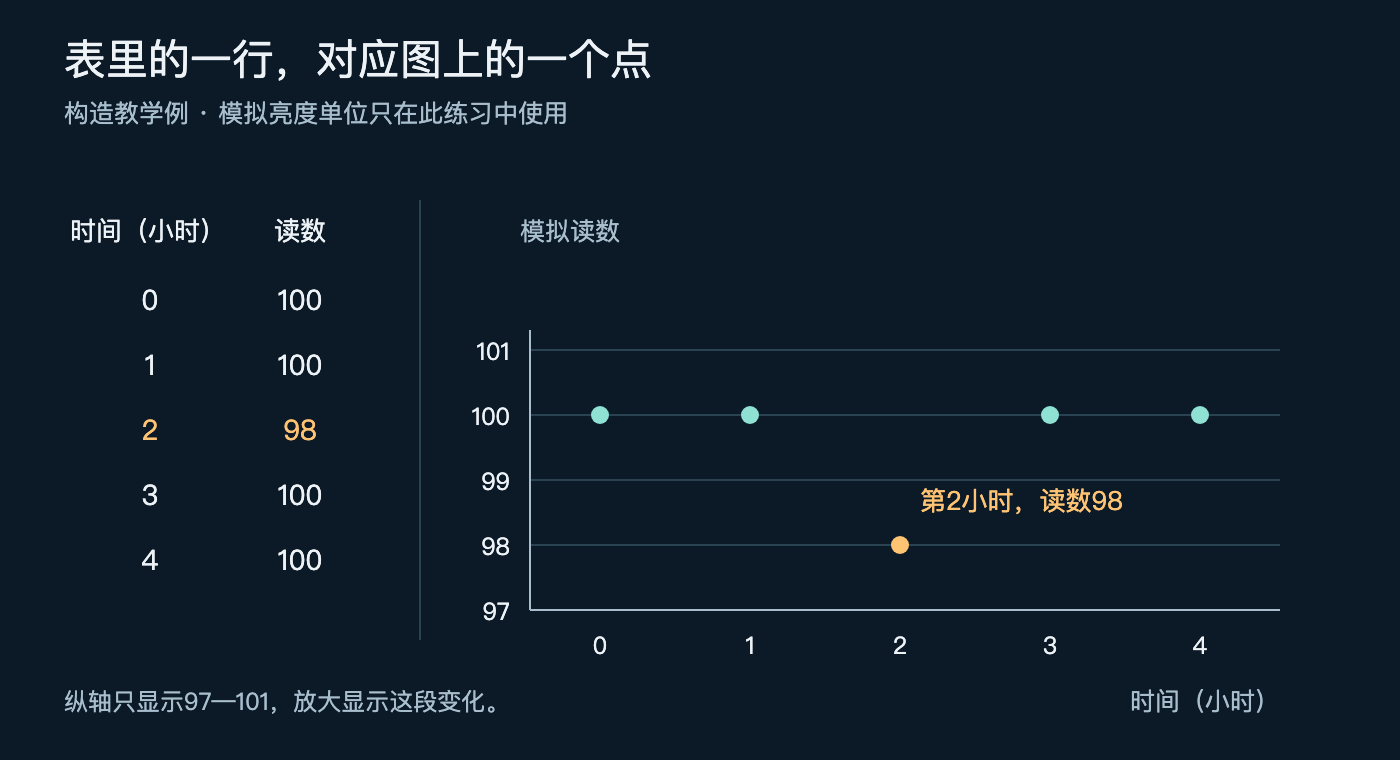 表里的一行，对应图上的一个点
构造教学例 · 模拟亮度单位只在此练习中使用
时间（小时） 读数
0 100
1 100
2 98
3 100
4 100
模拟读数
101
100
99
第2小时，读数98
98
97
0 1 2 3 4
纵轴只显示97—101，放大显示这段变化。
时间（小时）